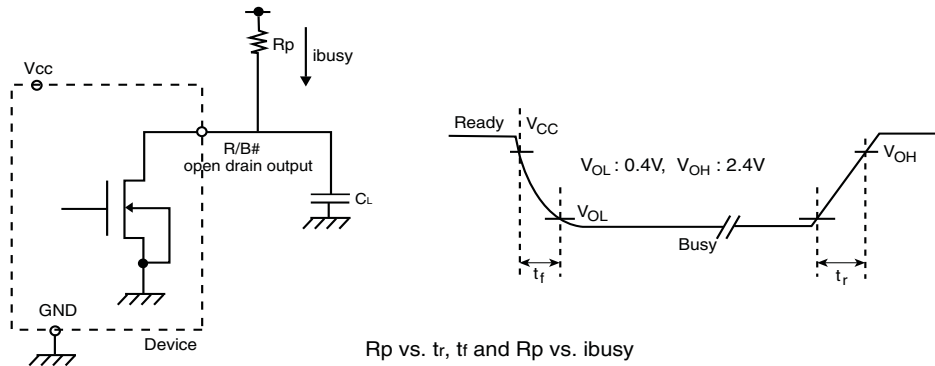 Rp
ibusy
Vcc
R/B#
open drain output
CL
GND
Device
Ready
VCC
VOL : 0.4V, VOH : 2.4V
VOH
VOL
Busy
tf
tr
Rp vs. tr, tf and Rp vs. ibusy